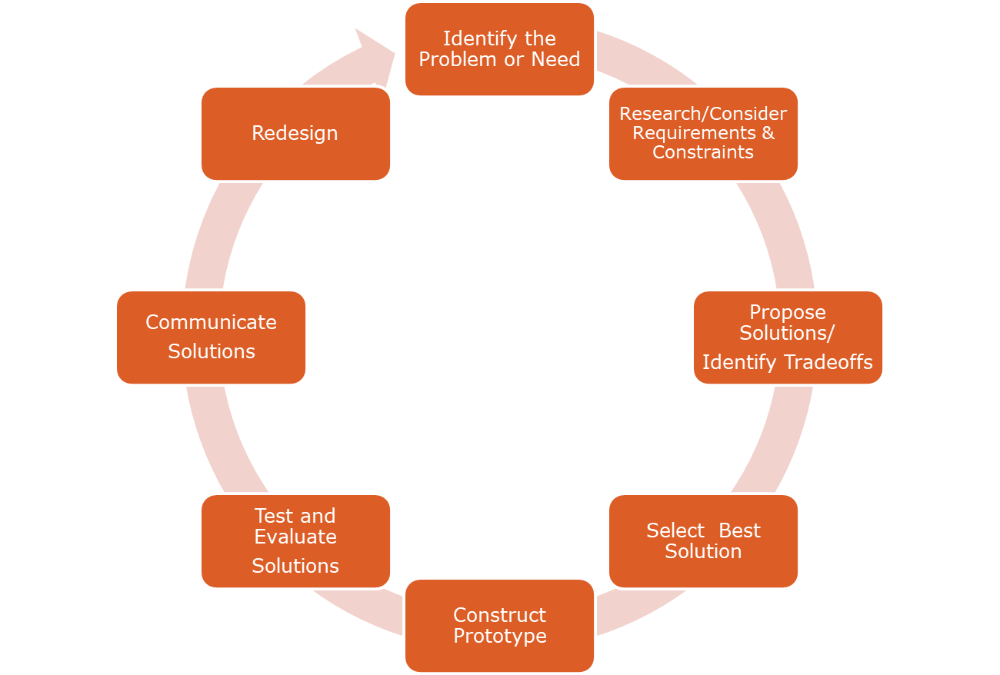 Identify the
Problem or Need
Research/Consider
Requirements &
Constraints
Propose
Solutions/
Identify Tradeoffs
Select  Best
Solution
Construct
Prototype
Test and
Evaluate
Solutions
Communicate
Solutions
Redesign